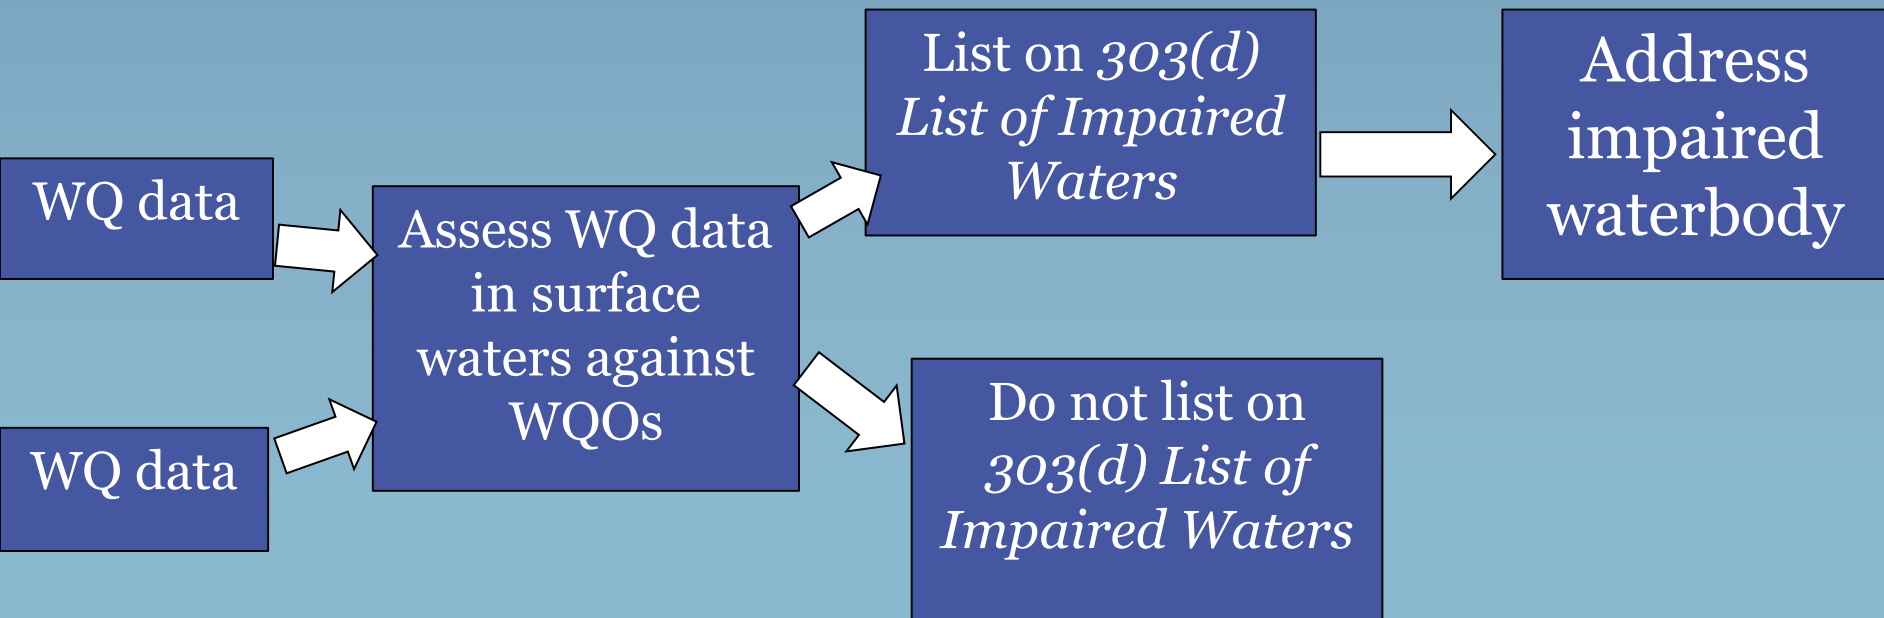 WQ data
WQ data
Assess WQ data
in surface
waters against
WQOs
List on 303(d)
List of Impaired
Waters
Do not list on
303(d) List of
Impaired Waters
Address
impaired
waterbody